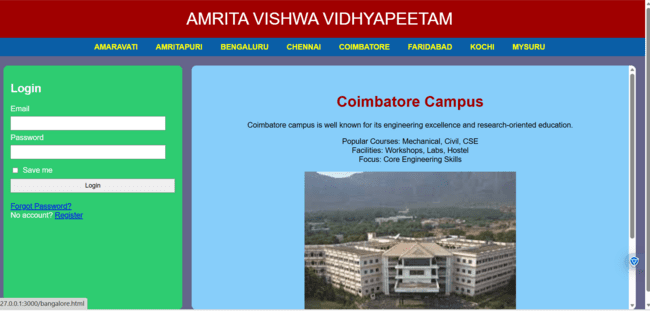 AMRITA VISHWA VIDHYAPEETAM
AMARAVATI AMRITAPURI BENGALURU CHENNAI COIMBATORE FARIDABAD KOCHI MYSURU
Login
Email
Password
Save me
Login
Forgot Password?
No account? Register
Coimbatore Campus
Coimbatore campus is well known for its engineering excellence and research-oriented education.
Popular Courses: Mechanical, Civil, CSE
Facilities: Workshops, Labs, Hostel
Focus: Core Engineering Skills
27.0.0.1:3000/bangalore.html